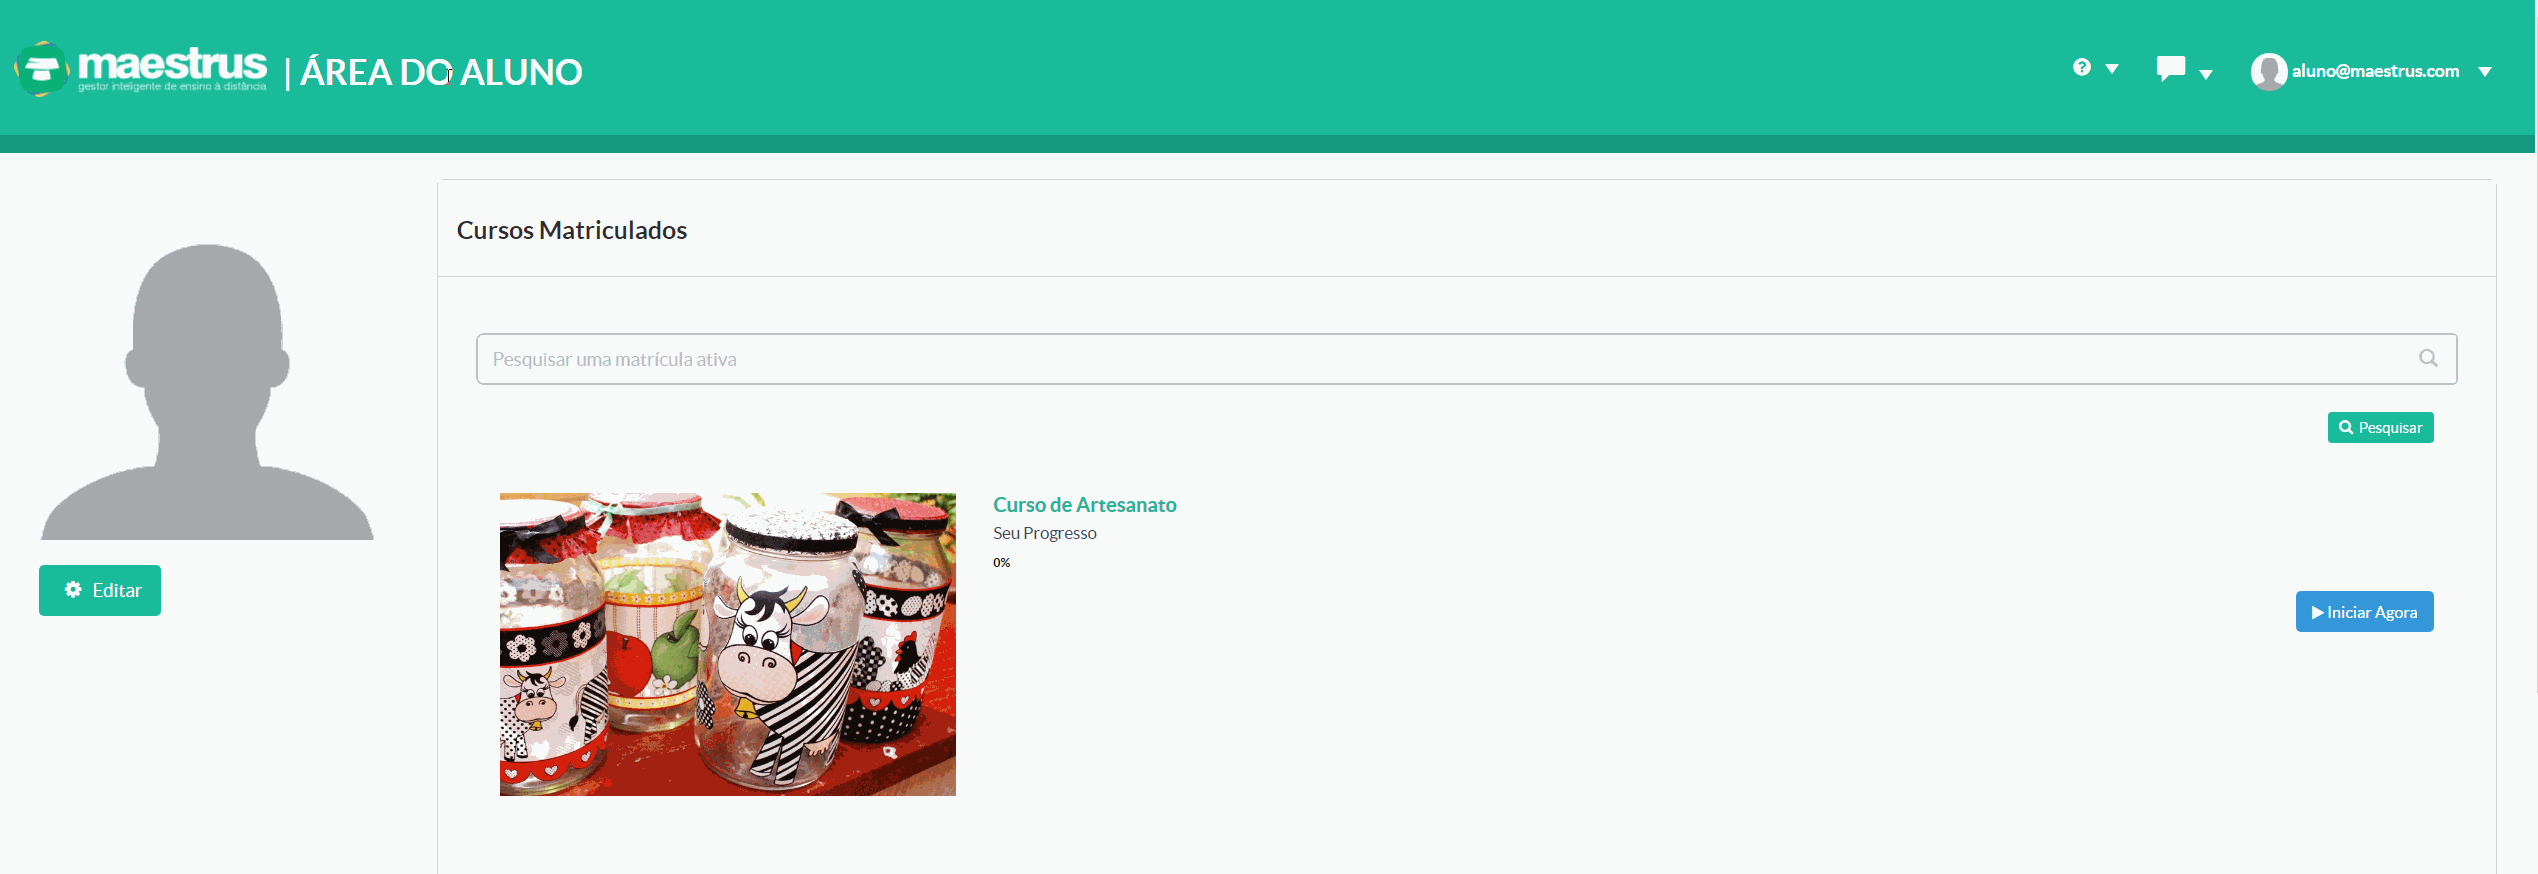 maestrus
gestor inteligente de ensino à distância
| ÁREA DO ALUNO
aluno@maestrus.com
Cursos Matriculados
Pesquisar uma matrícula ativa
Pesquisar
Curso de Artesanato
Seu Progresso
0%
Editar
Iniciar Agora